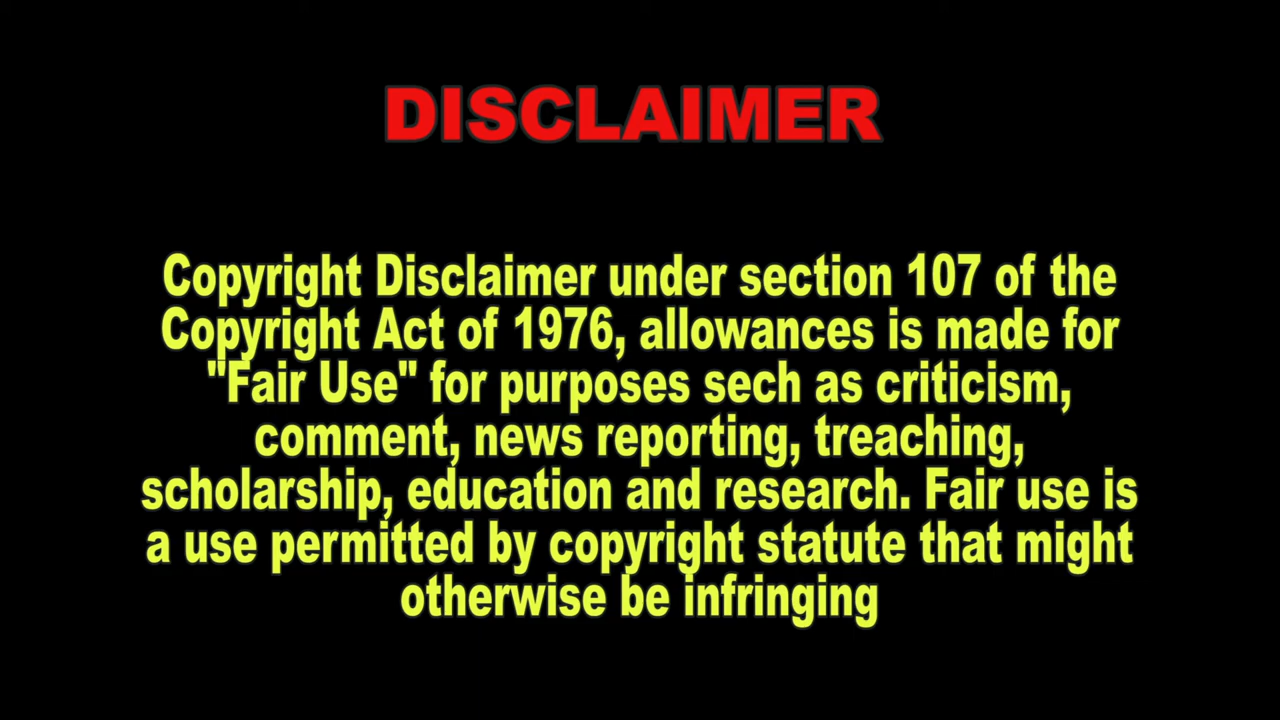 DISCLAIMER
Copyright Disclaimer under section 107 of the
Copyright Act of 1976, allowances is made for
"Fair Use" for purposes sech as criticism,
comment, news reporting, treaching,
scholarship, education and research. Fair use is
a use permitted by copyright statute that might
otherwise be infringing